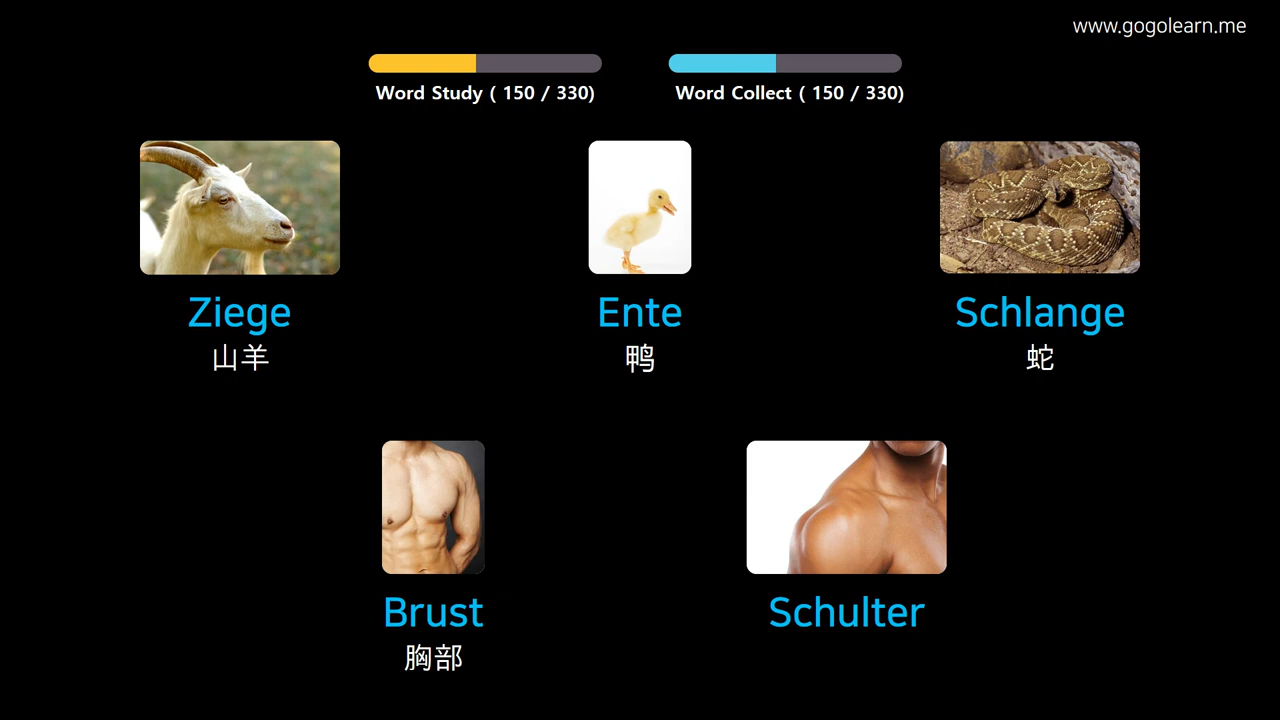 www.gogolearn.me
Word Study ( 150 / 330)
Word Collect ( 150 / 330)
Ziege
山羊
Ente
鸭
Schlange
蛇
Brust
胸部
Schulter